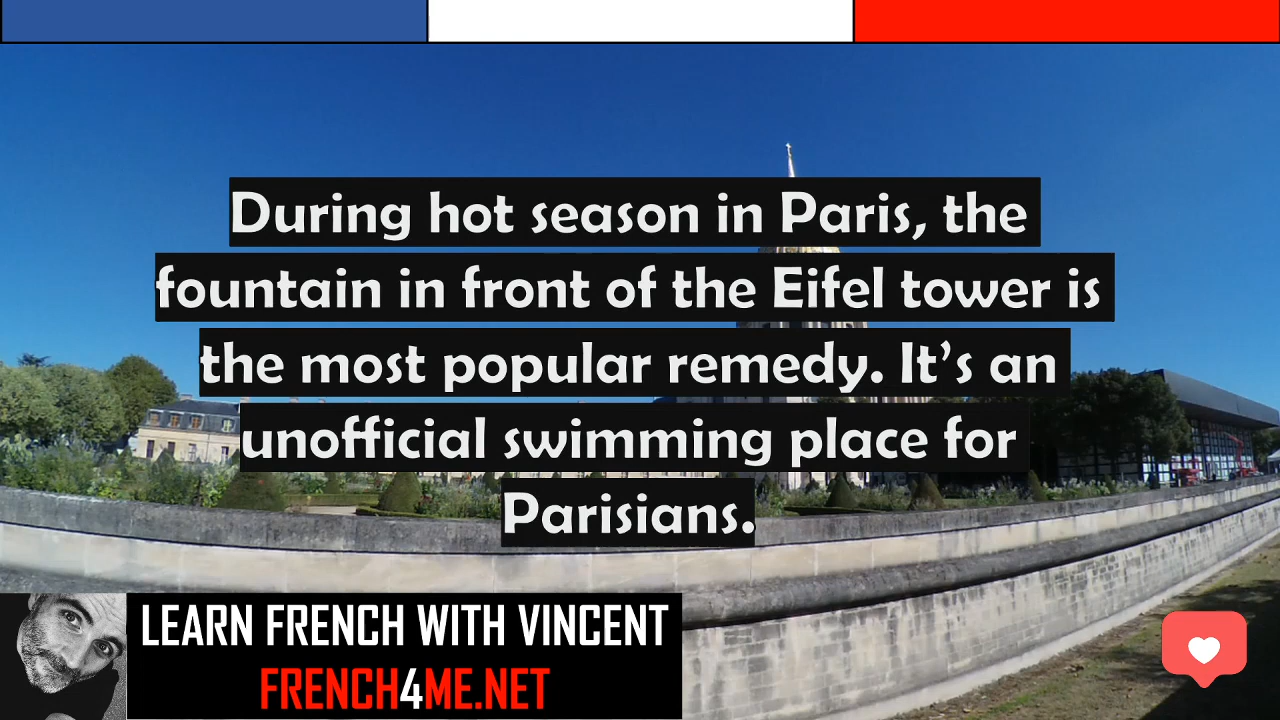 During hot season in Paris, the
fountain in front of the Eifel tower is
the most popular remedy. It’s an
unofficial swimming place for
Parisians.
LEARN FRENCH WITH VINCENT
FRENCH4ME.NET